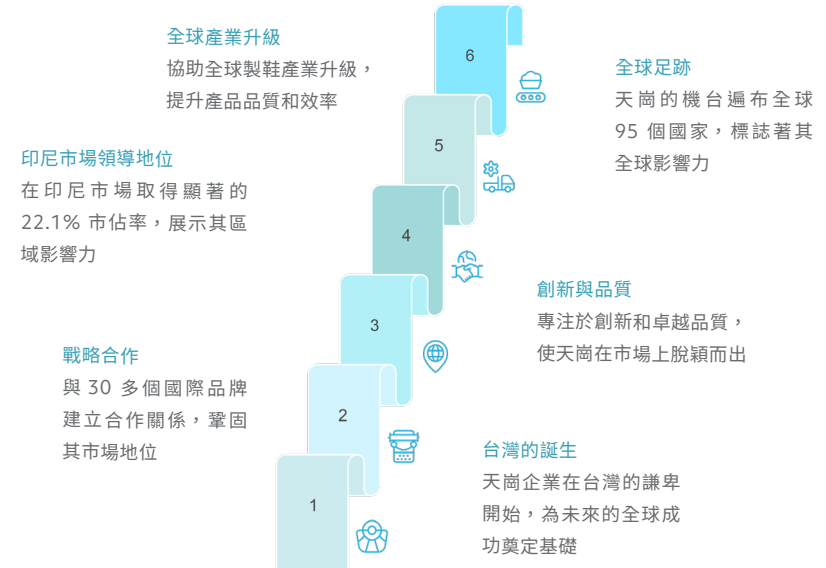 全球產業升級
協助全球製鞋產業升級，
提升產品品質和效率
6
全球足跡
天崗的機台遍布全球
95 個國家，標誌著其
全球影響力
5
印尼市場領導地位
在印尼市場取得顯著的
22.1% 市佔率，展示其區
域影響力
4
創新與品質
專注於創新和卓越品質，
使天崗在市場上脫穎而出
3
戰略合作
與 30 多個國際品牌
建立合作關係，鞏固
其市場地位
2
台灣的誕生
天崗企業在台灣的謙卑
開始，為未來的全球成
功奠定基礎
1